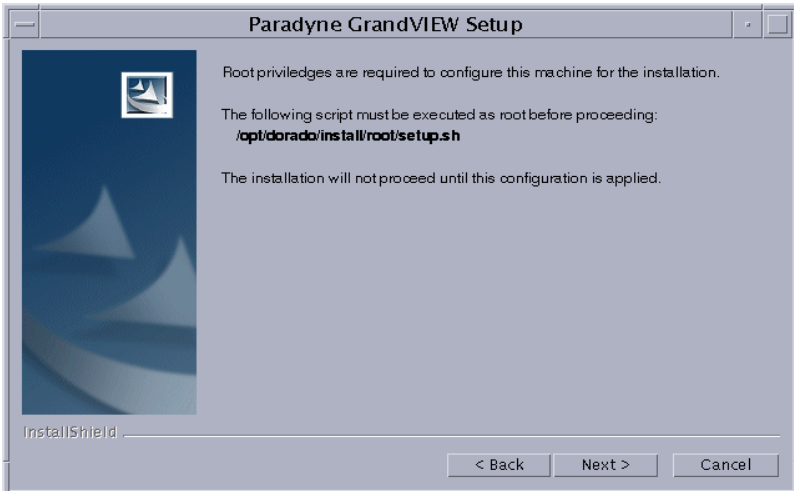 Paradyne GrandVIEW Setup
Root priviledges are required to configure this machine for the installation.
The following script must be executed as root before proceeding:
/opt/dorado/install/root/setup.sh
The installation will not proceed until this configuration is applied.
InstallShield
< Back
Next >
Cancel